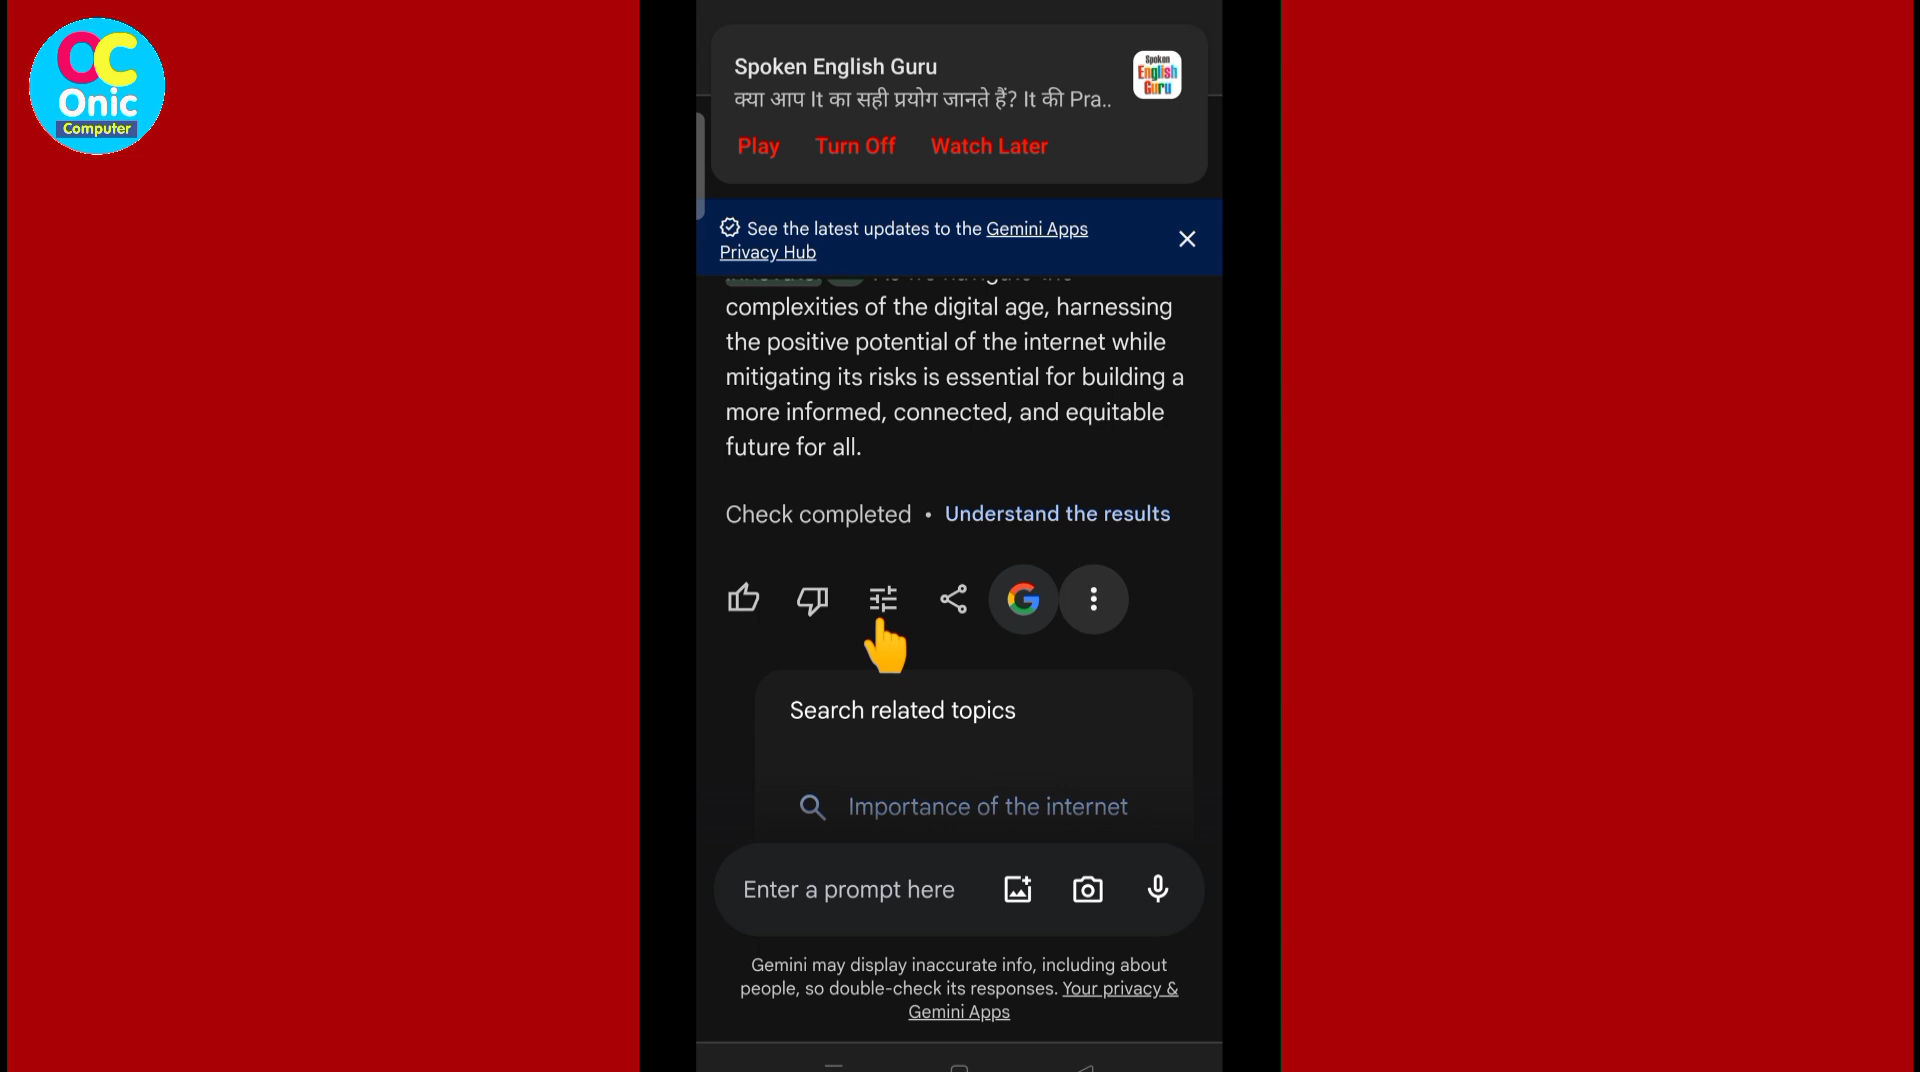 OC
Onic
Computer
Spoken English Guru
क्या आप It का सही प्रयोग जानते हैं? It की Pra..
Spoken
English
Guru
Play Turn Off Watch Later
See the latest updates to the Gemini Apps
Privacy Hub
complexities of the digital age, harnessing
the positive potential of the internet while
mitigating its risks is essential for building a
more informed, connected, and equitable
future for all.
Check completed • Understand the results
G
Search related topics
Importance of the internet
Enter a prompt here
Gemini may display inaccurate info, including about
people, so double-check its responses. Your privacy &
Gemini Apps